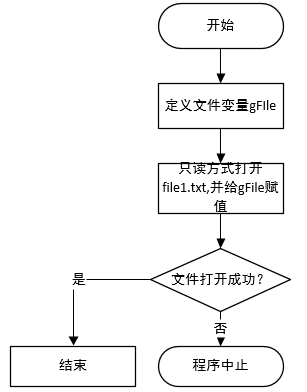 开始
定义文件变量gFIle
只读方式打开
file1.txt,并给gFile赋
值
文件打开成功?
是
否
结束
程序中止